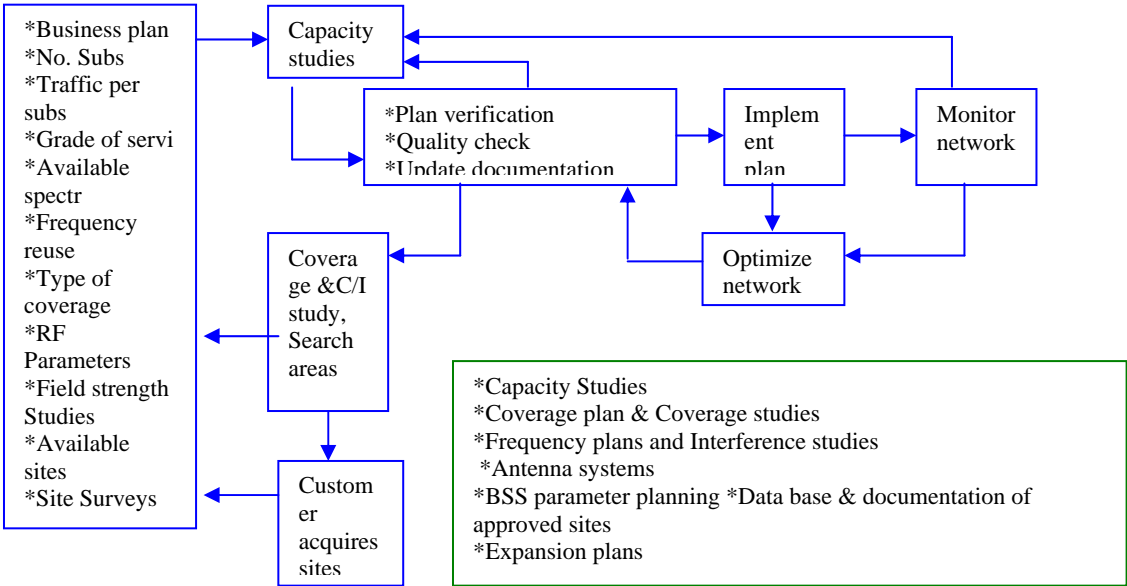 *Business plan
*No. Subs
*Traffic per
subs
*Grade of servi
*Available
spectr
*Frequency
reuse
*Type of
coverage
*RF
Parameters
*Field strength
Studies
*Available
sites
*Site Surveys
Capacity
studies
*Plan verification
*Quality check
*Update documentation
Implem
ent
plan
Monitor
network
Optimize
network
Covera
ge &C/I
study,
Search
areas
Custom
er
acquires
sites
*Capacity Studies
*Coverage plan & Coverage studies
*Frequency plans and Interference studies
*Antenna systems
*BSS parameter planning *Data base & documentation of
approved sites
*Expansion plans